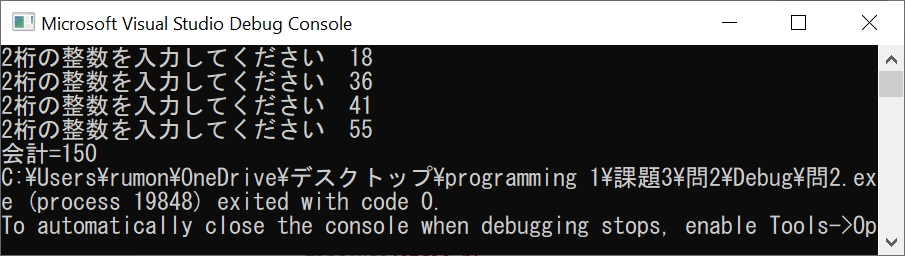 Microsoft Visual Studio Debug Console
2桁の整数を入力してください 18
2桁の整数を入力してください 36
2桁の整数を入力してください 41
2桁の整数を入力してください 55
会計=150
C:¥Users¥rumon¥OneDrive¥デスクトップ¥programming 1¥課題3¥問2¥Debug¥問2.ex
e (process 19848) exited with code 0.
To automatically close the console when debugging stops, enable Tools->Op